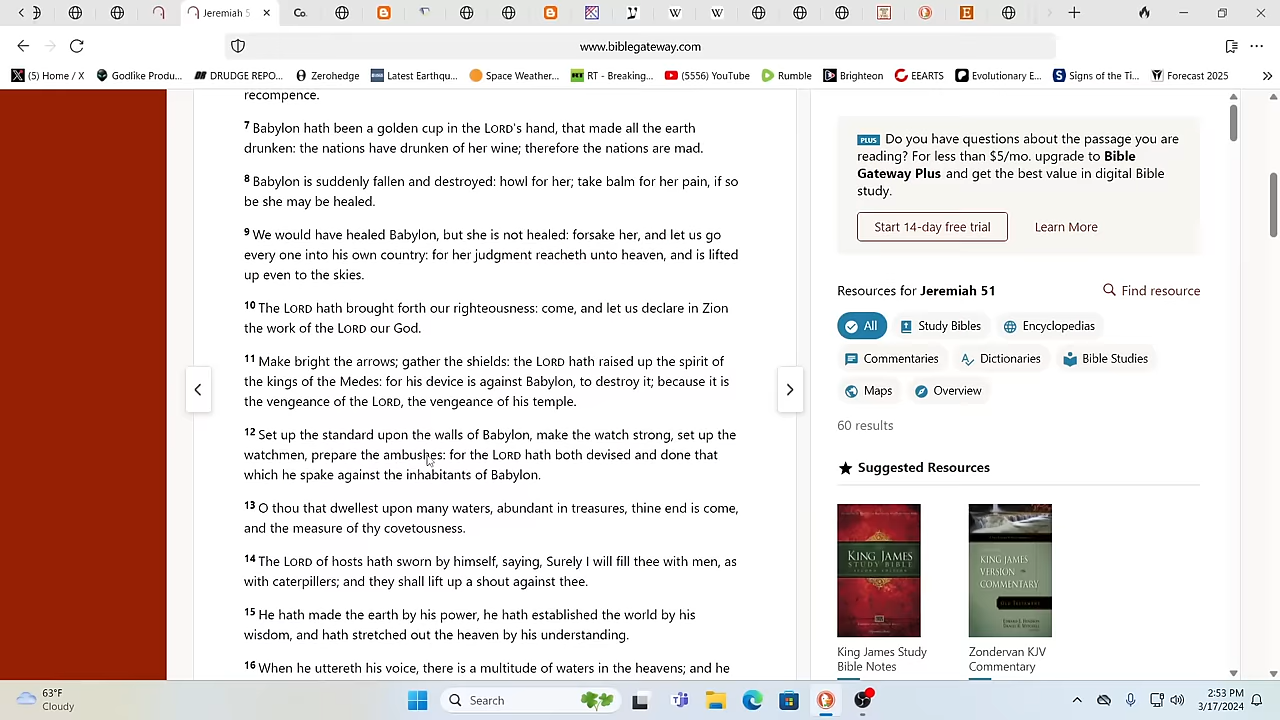 Jeremiah 5
Co.
www.biblegateway.com
(5) Home / X
Godlike Produ...
DRUDGE REPO...
Zerohedge
Latest Earthqu...
Space Weather...
RT - Breaking...
(5556) YouTube
Rumble
Brighteon
EEARTS
Evolutionary E...
Signs of the Ti...
Forecast 2025
recompence.
7 Babylon hath been a golden cup in the LORD's hand, that made all the earth
drunken: the nations have drunken of her wine; therefore the nations are mad.
8 Babylon is suddenly fallen and destroyed: howl for her; take balm for her pain, if so
be she may be healed.
9 We would have healed Babylon, but she is not healed: forsake her, and let us go
every one into his own country: for her judgment reacheth unto heaven, and is lifted
up even to the skies.
10 The LORD hath brought forth our righteousness: come, and let us declare in Zion
the work of the LORD our God.
11 Make bright the arrows; gather the shields: the LORD hath raised up the spirit of
the kings of the Medes: for his device is against Babylon, to destroy it; because it is
the vengeance of the LORD, the vengeance of his temple.
12 Set up the standard upon the walls of Babylon, make the watch strong, set up the
watchmen, prepare the ambushes: for the LORD hath both devised and done that
which he spake against the inhabitants of Babylon.
13 O thou that dwellest upon many waters, abundant in treasures, thine end is come,
and the measure of thy covetousness.
14 The LORD of hosts hath sworn by himself, saying, Surely I will fill thee with men, as
with caterpillers; and they shall lift up a shout against thee.
15 He hath made the earth by his power, he hath established the world by his
wisdom, and hath stretched out the heaven by his understanding.
16 When he uttereth his voice, there is a multitude of waters in the heavens; and he
PLUS Do you have questions about the passage you are
reading? For less than $5/mo. upgrade to Bible
Gateway Plus and get the best value in digital Bible
study.
Start 14-day free trial
Learn More
Resources for Jeremiah 51
Find resource
All
Study Bibles
Encyclopedias
Commentaries
Dictionaries
Bible Studies
Maps
Overview
60 results
Suggested Resources
KING JAMES
STUDY BIBLE
KING JAMES
VERSION
COMMENTARY
King James Study
Bible Notes
Zondervan KJV
Commentary
63°F
Cloudy
Search
2:53 PM
3/17/2024